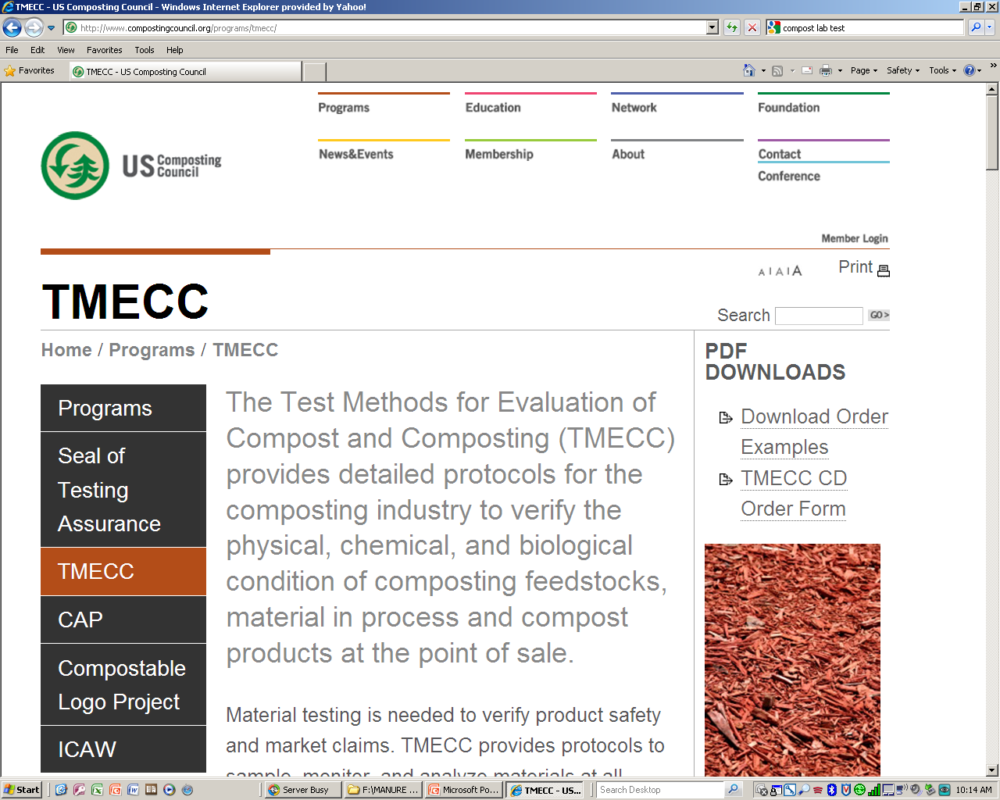 TMECC - US Composting Council - Windows Internet Explorer provided by Yahoo!
http://www.compostingcouncil.org/programs/tmecc/
compost lab test
File Edit View Favorites Tools Help
Favorites
TMECC - US Composting Council
Page Safety Tools
Programs Education Network Foundation
News&Events Membership About Contact
Conference
US Composting Council
Member Login
A | A | A | A
Print
TMECC
Search GO >
Home / Programs / TMECC
Programs
Seal of
Testing
Assurance
TMECC
CAP
Compostable
Logo Project
ICAW
The Test Methods for Evaluation of
Compost and Composting (TMECC)
provides detailed protocols for the
composting industry to verify the
physical, chemical, and biological
condition of composting feedstocks,
material in process and compost
products at the point of sale.
Material testing is needed to verify product safety
and market claims. TMECC provides protocols to
sample, monitor, and analyze materials at all
PDF
DOWNLOADS
Download Order
Examples
TMECC CD
Order Form
Start
Server Busy
F:\MANURE ...
Microsoft Po...
TMECC - US...
Search Desktop
10:14 AM